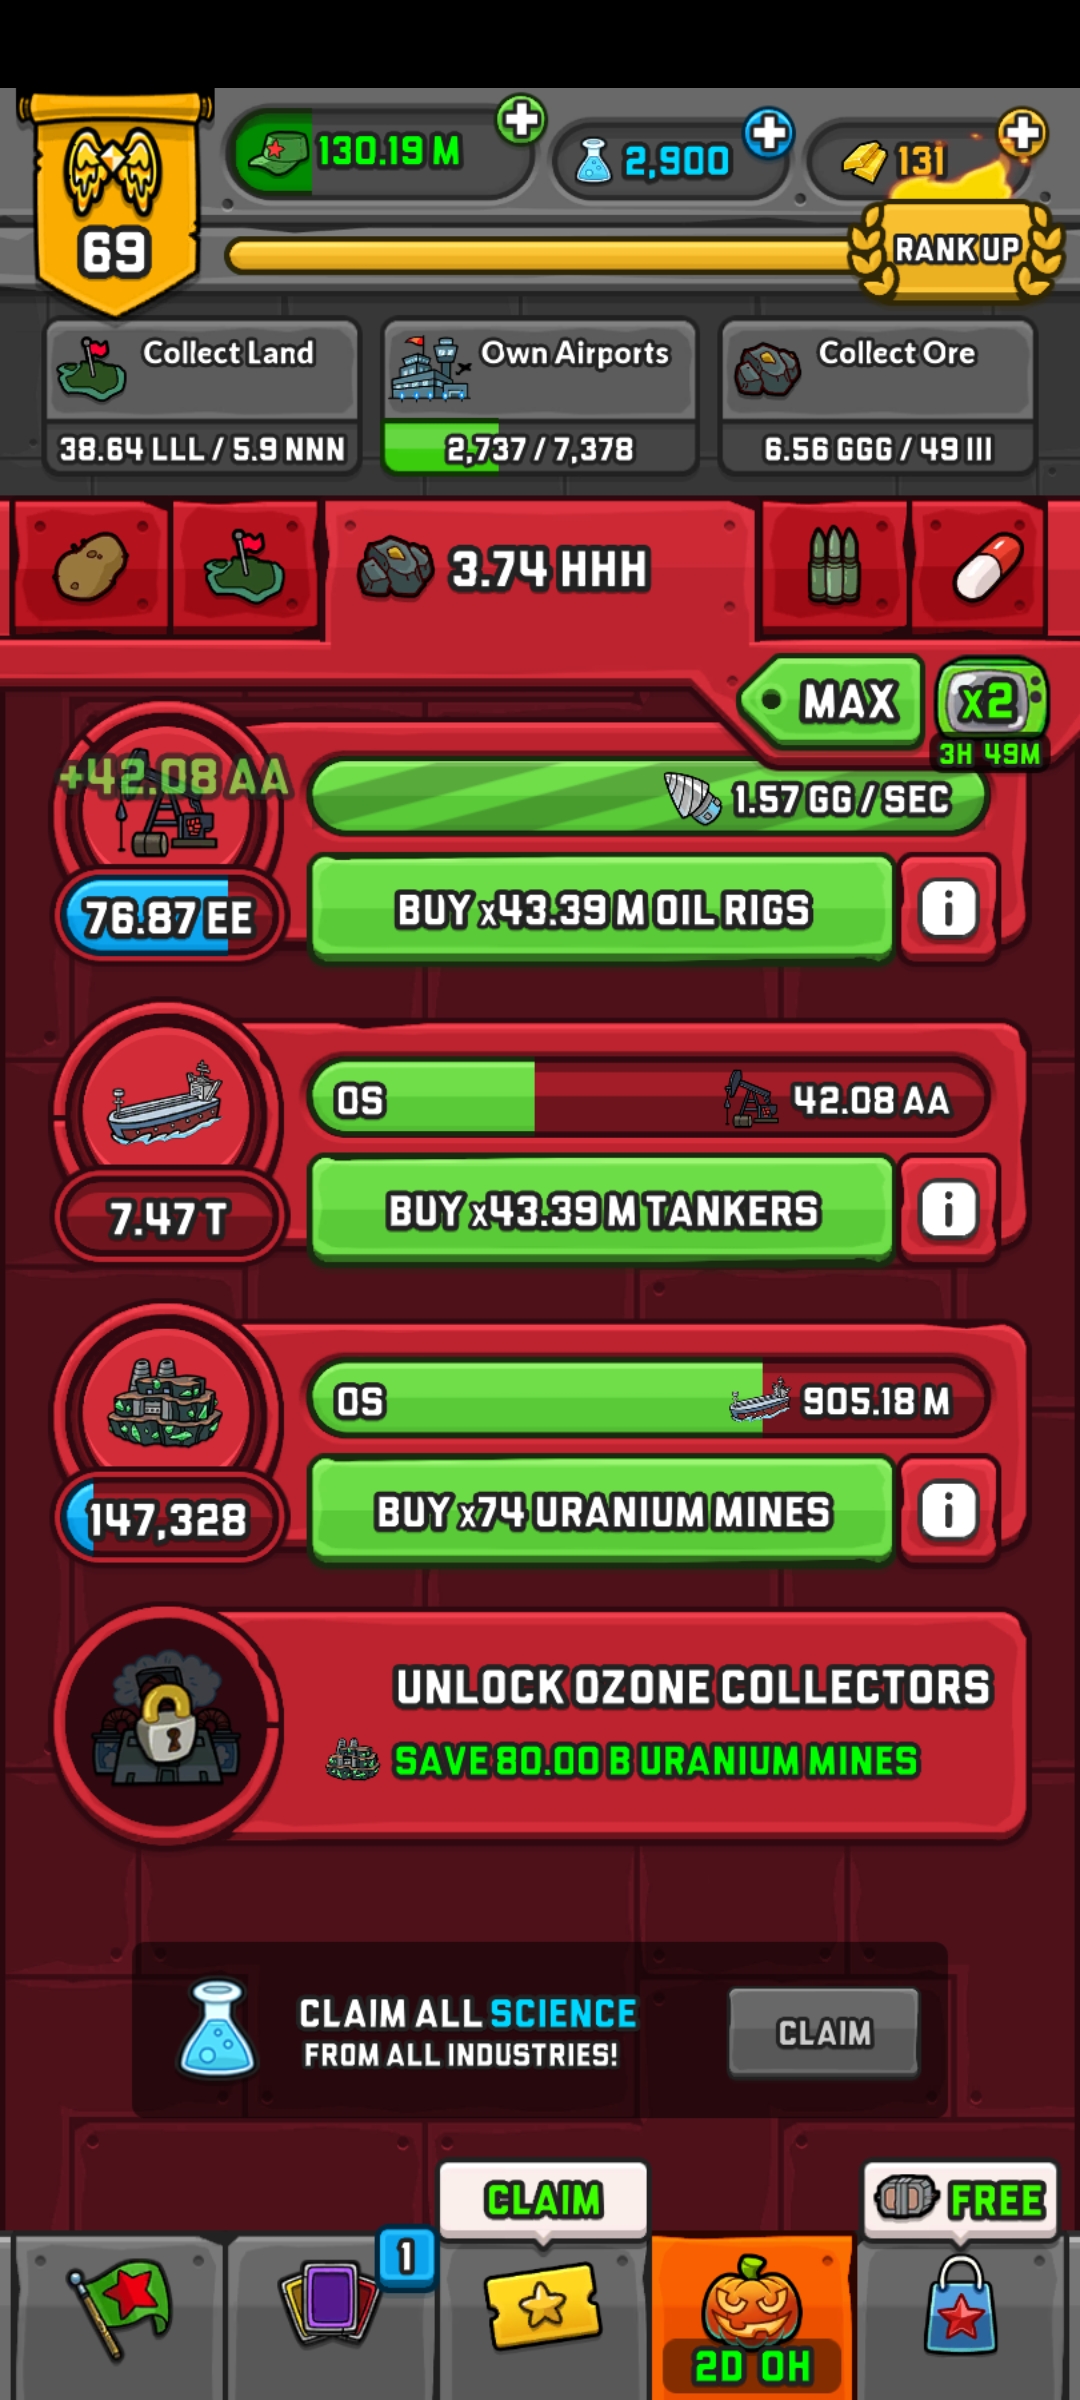 130.19 M
2,900
131
69
RANK UP
Collect Land
Own Airports
Collect Ore
38.64 LLL / 5.9 NNN
2,737 / 7,378
6.56 GGG / 49 III
3.74 HHH
MAX
x2
3H 49M
+42.08 AA
1.57 GG / SEC
76.87 EE
BUY x43.39 M OIL RIGS
i
0S
42.08 AA
7.47 T
BUY x43.39 M TANKERS
i
0S
905.18 M
147,328
BUY x74 URANIUM MINES
i
UNLOCK OZONE COLLECTORS
SAVE 80.00 B URANIUM MINES
CLAIM ALL SCIENCE
FROM ALL INDUSTRIES!
CLAIM
CLAIM
FREE
1
2D 0H